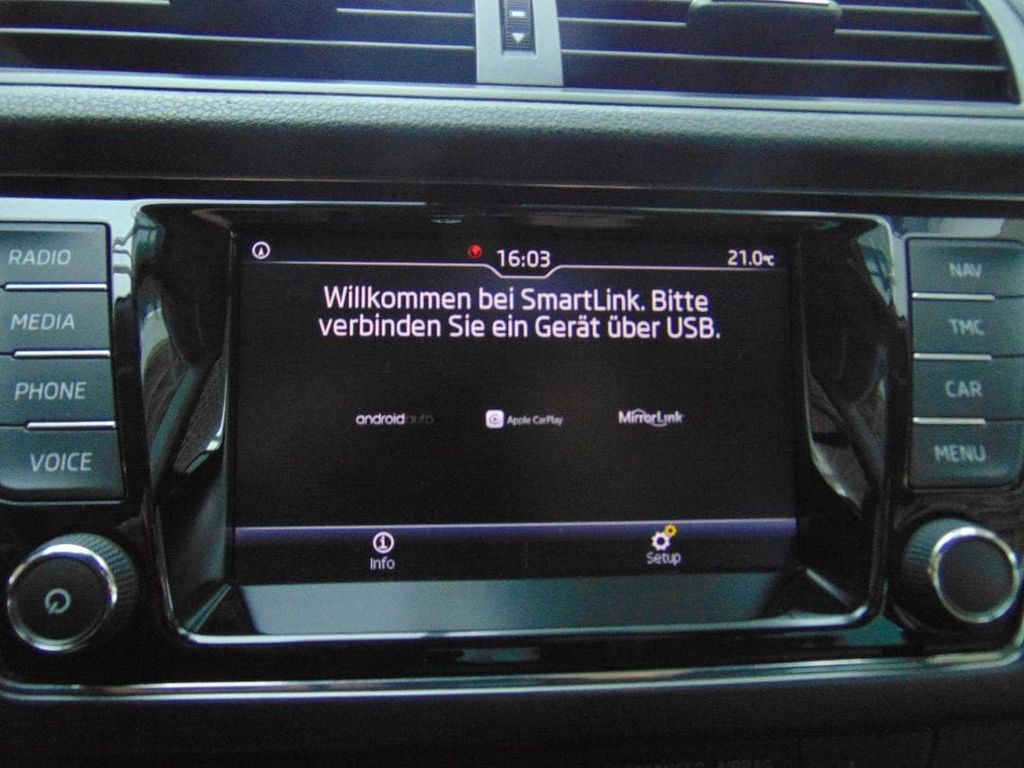 RADIO
MEDIA
PHONE
VOICE
16:03
21.0°C
Willkommen bei SmartLink. Bitte
verbinden Sie ein Gerät über USB.
androidauto
Apple CarPlay
MirrorLink
Info
Setup
NAV
TMC
CAR
MENU